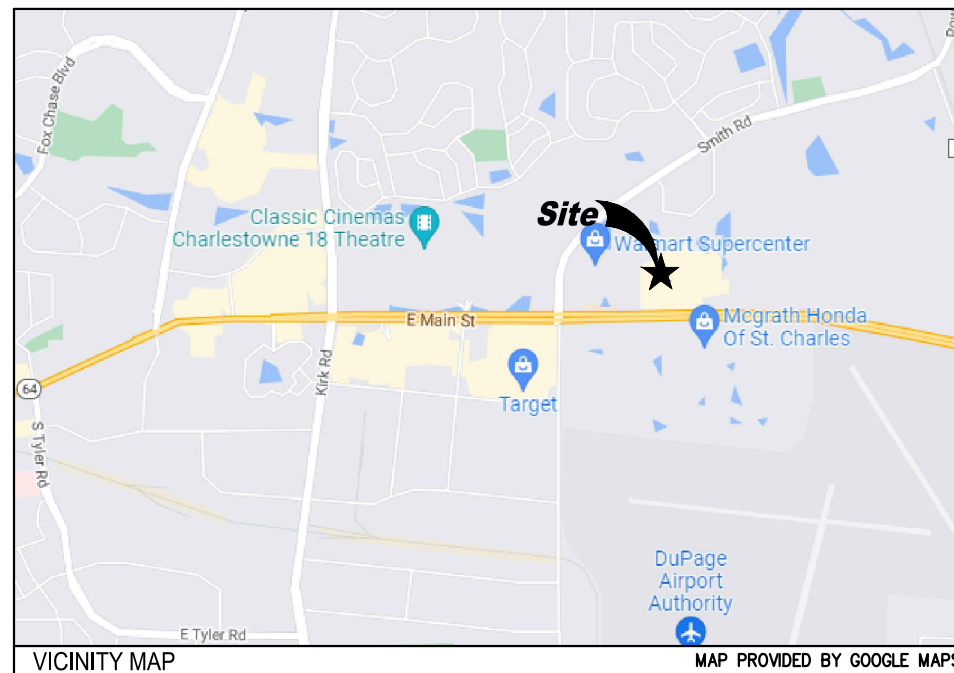 Fox Chase Blvd
Smith Rd
Classic Cinemas
Charlestowne 18 Theatre
Site
Walmart Supercenter
E Main St
Mcgrath Honda
Of St. Charles
Kirk Rd
64
Target
S Tyler Rd
DuPage
Airport
Authority
E Tyler Rd
VICINITY MAP
MAP PROVIDED BY GOOGLE MAPS